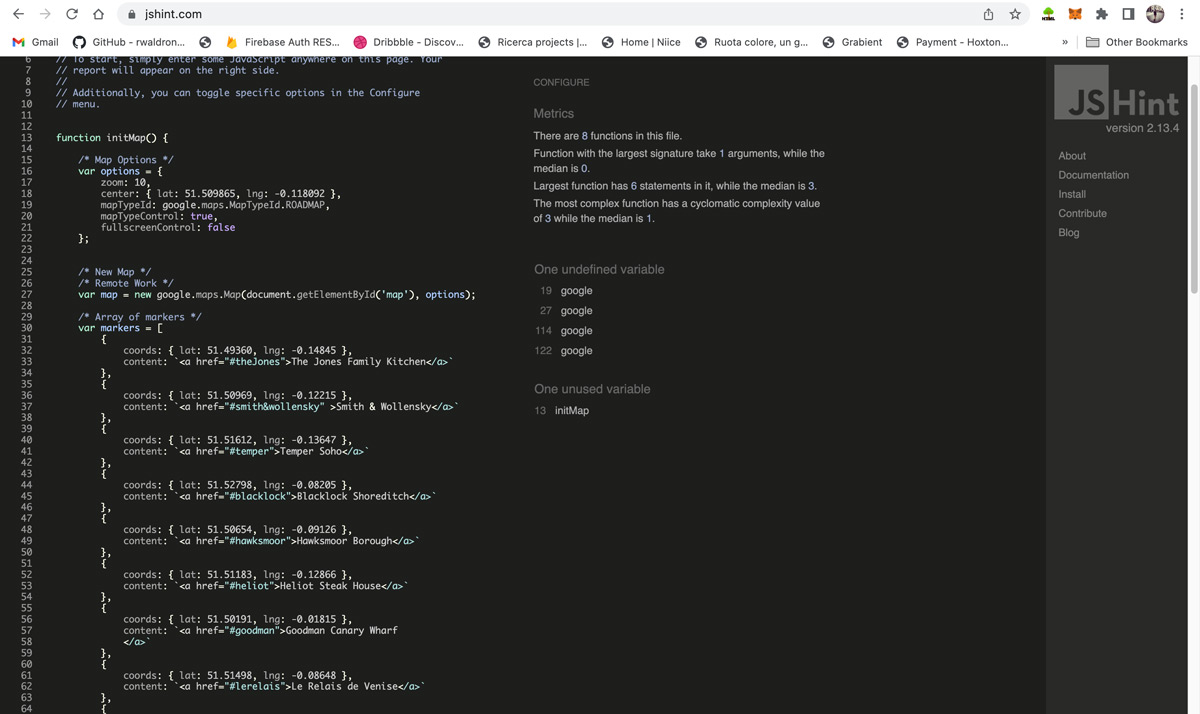 jshint.com
Gmail
GitHub - rwaldron...
Firebase Auth RES...
Dribbble - Discov...
Ricerca projects |...
Home | Niice
Ruota colore, un g...
Grabient
Payment - Hoxton...
»
Other Bookmarks
6 // To start, simply enter some JavaScript anywhere on this page. Your
7 // report will appear on the right side.
8 //
9 // Additionally, you can toggle specific options in the Configure
10 // menu.
11
12
13 function initMap() {
14
15 /* Map Options */
16 var options = {
17 zoom: 10,
18 center: { lat: 51.509865, lng: -0.118092 },
19 mapTypeId: google.maps.MapTypeId.ROADMAP,
20 mapTypeControl: true,
21 fullscreenControl: false
22 };
23
24
25 /* New Map */
26 /* Remote Work */
27 var map = new google.maps.Map(document.getElementById('map'), options);
28
29 /* Array of markers */
30 var markers = [
31 {
32 coords: { lat: 51.49360, lng: -0.14845 },
33 content: `<a href="#theJones">The Jones Family Kitchen</a>`
34 },
35 {
36 coords: { lat: 51.50969, lng: -0.12215 },
37 content: `<a href="#smith&wollensky" >Smith & Wollensky</a>`
38 },
39 {
40 coords: { lat: 51.51612, lng: -0.13647 },
41 content: `<a href="#temper">Temper Soho</a>`
42 },
43 {
44 coords: { lat: 51.52798, lng: -0.08205 },
45 content: `<a href="#blacklock">Blacklock Shoreditch</a>`
46 },
47 {
48 coords: { lat: 51.50654, lng: -0.09126 },
49 content: `<a href="#hawksmoor">Hawksmoor Borough</a>`
50 },
51 {
52 coords: { lat: 51.51183, lng: -0.12866 },
53 content: `<a href="#heliot">Heliot Steak House</a>`
54 },
55 {
56 coords: { lat: 51.50191, lng: -0.01815 },
57 content: `<a href="#goodman">Goodman Canary Wharf
58 </a>`
59 },
60 {
61 coords: { lat: 51.51498, lng: -0.08648 },
62 content: `<a href="#lerelais">Le Relais de Venise</a>`
63 },
64 {
CONFIGURE
Metrics
There are 8 functions in this file.
Function with the largest signature take 1 arguments, while the
median is 0.
Largest function has 6 statements in it, while the median is 3.
The most complex function has a cyclomatic complexity value
of 3 while the median is 1.
One undefined variable
19 google
27 google
114 google
122 google
One unused variable
13 initMap
JSHint
version 2.13.4
About
Documentation
Install
Contribute
Blog